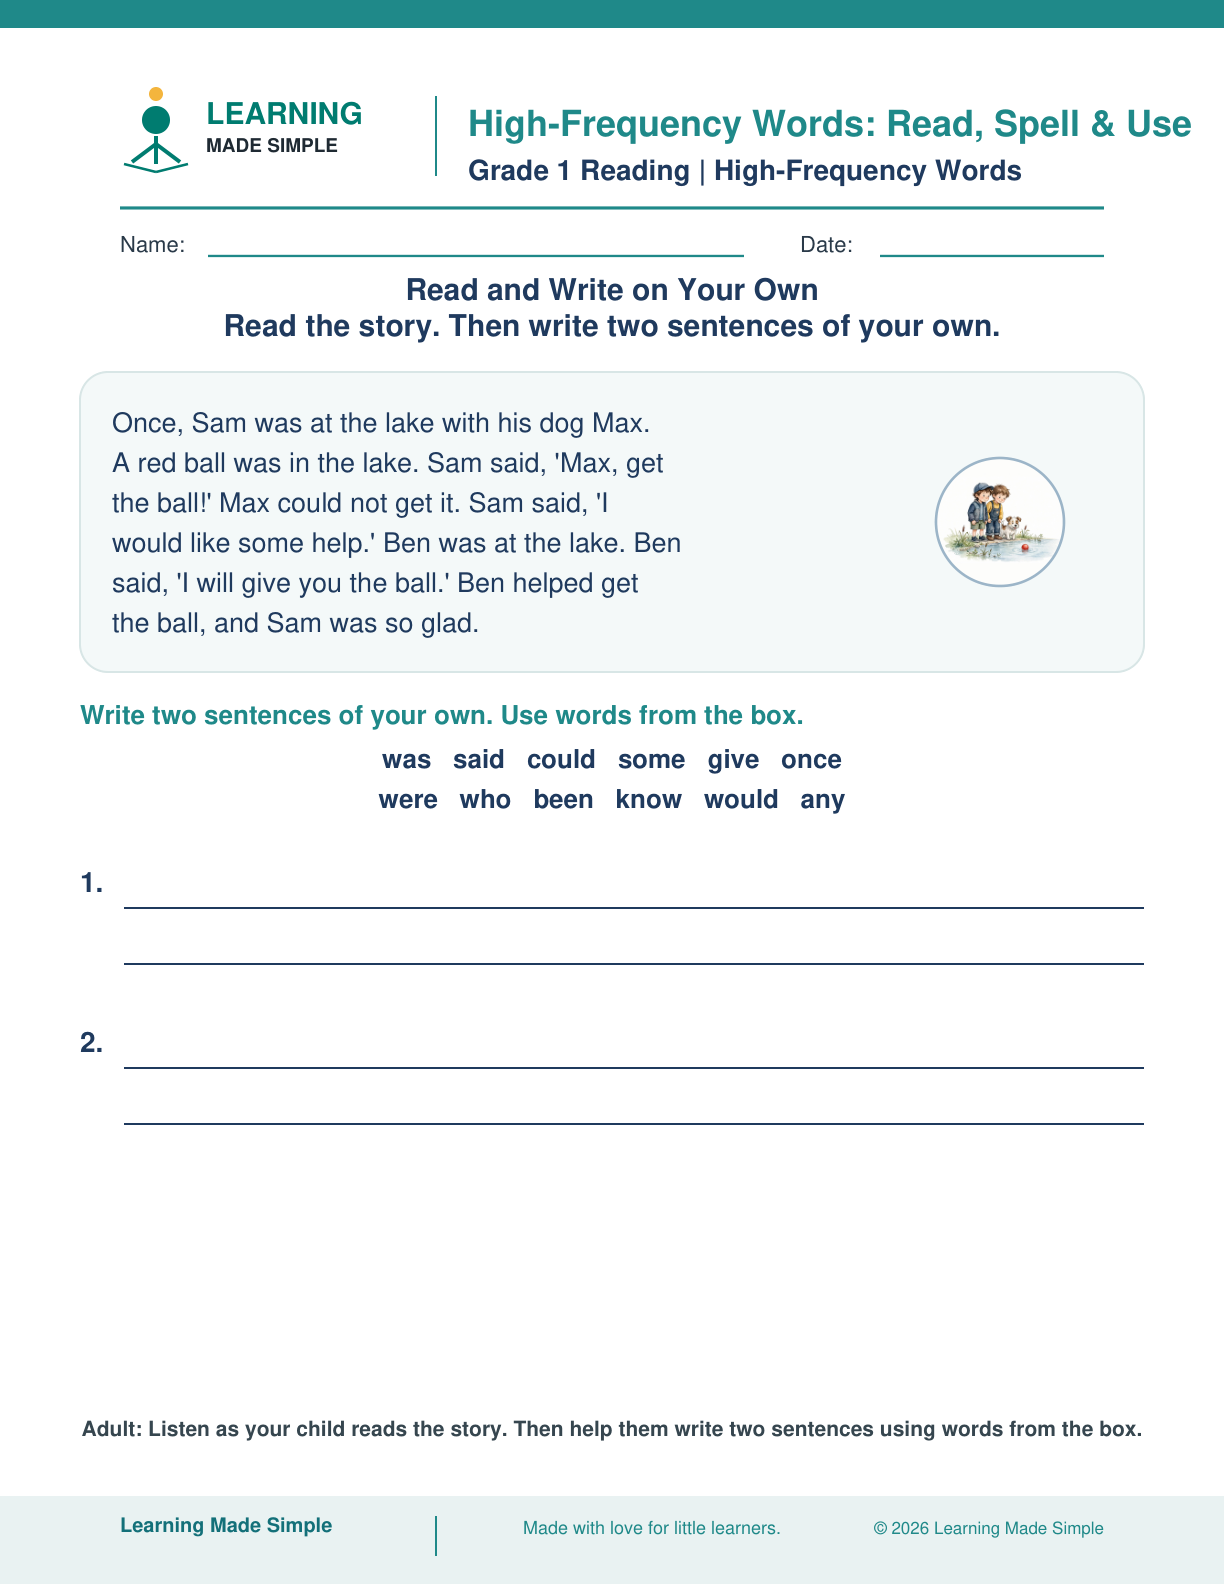 LEARNING
MADE SIMPLE
High-Frequency Words: Read, Spell & Use
Grade 1 Reading | High-Frequency Words
Name:
Date:
Read and Write on Your Own
Read the story. Then write two sentences of your own.
Once, Sam was at the lake with his dog Max.
A red ball was in the lake. Sam said, 'Max, get
the ball!' Max could not get it. Sam said, 'I
would like some help.' Ben was at the lake. Ben
said, 'I will give you the ball.' Ben helped get
the ball, and Sam was so glad.
Write two sentences of your own. Use words from the box.
was said could some give once
were who been know would any
1.
2.
Adult: Listen as your child reads the story. Then help them write two sentences using words from the box.
Learning Made Simple
Made with love for little learners.
© 2026 Learning Made Simple